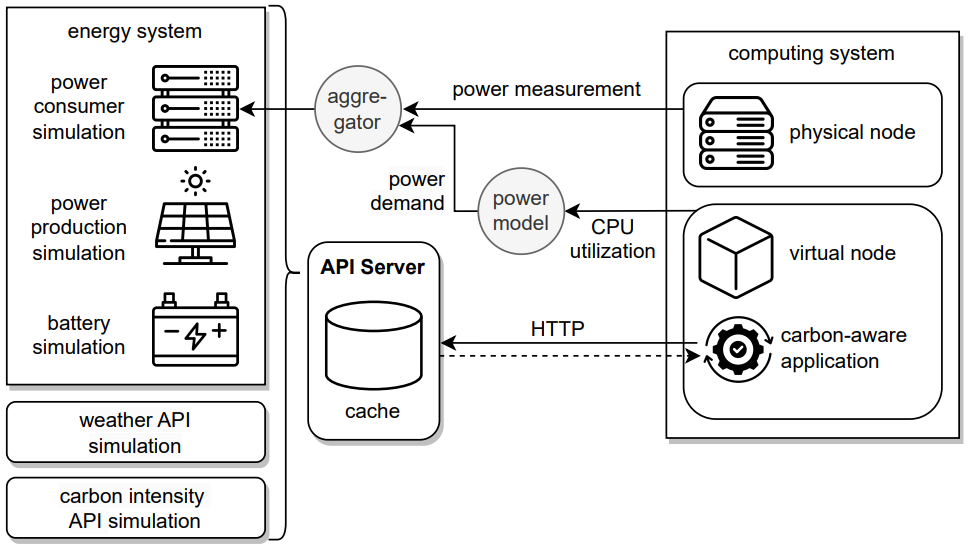 energy system
power
consumer
simulation
power
production
simulation
battery
simulation
weather API
simulation
carbon intensity
API simulation
aggre-
gator
power measurement
power
demand
power
model
CPU
utilization
API Server
cache
HTTP
computing system
physical node
virtual node
carbon-aware
application